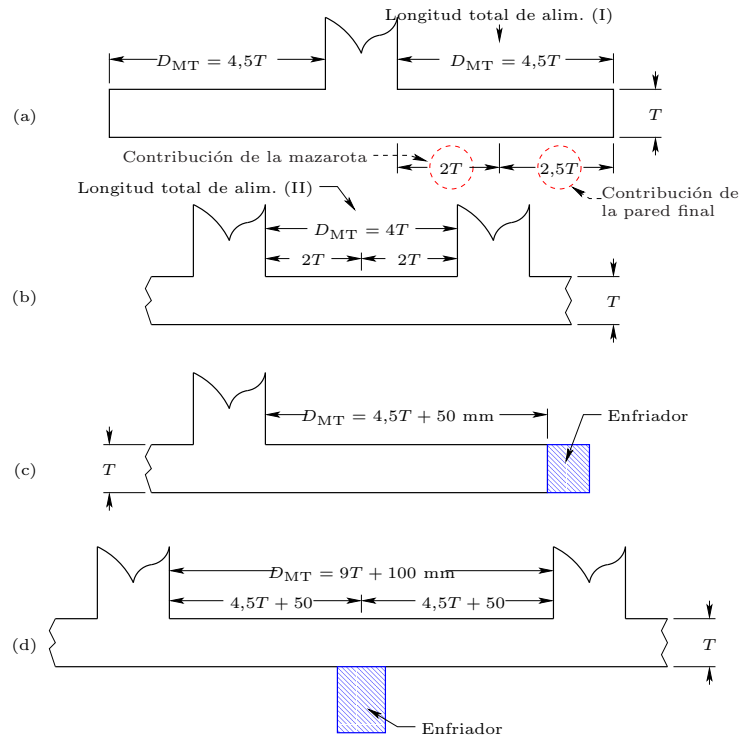 Longitud total de alim. (I)
D_MT = 4,5T
D_MT = 4,5T
(a)
T
Contribución de la mazarota
2T
2,5T
Contribución de
la pared final
Longitud total de alim. (II)
D_MT = 4T
2T
2T
(b)
T
D_MT = 4,5T + 50 mm
Enfriador
(c)
T
D_MT = 9T + 100 mm
4,5T + 50
4,5T + 50
(d)
T
Enfriador